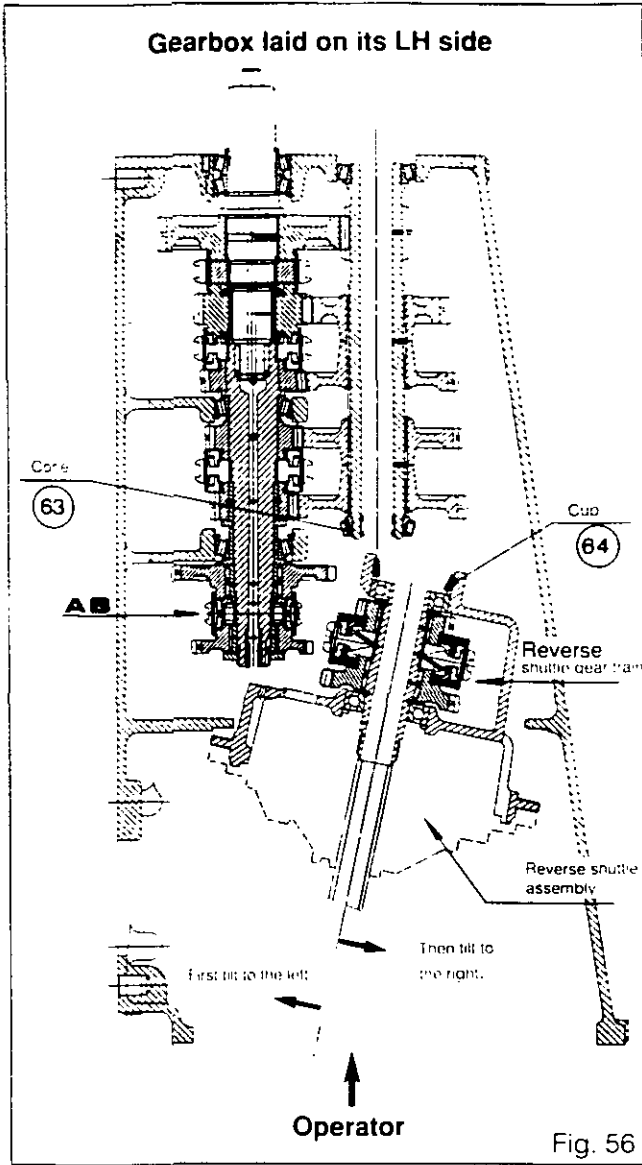 Gearbox laid on its LH side
Cone
63
Cup
64
AB
Reverse
shuttle gear train
Reverse shuttle
assembly
Then tilt to
the right.
First tilt to the left
Operator
Fig. 56